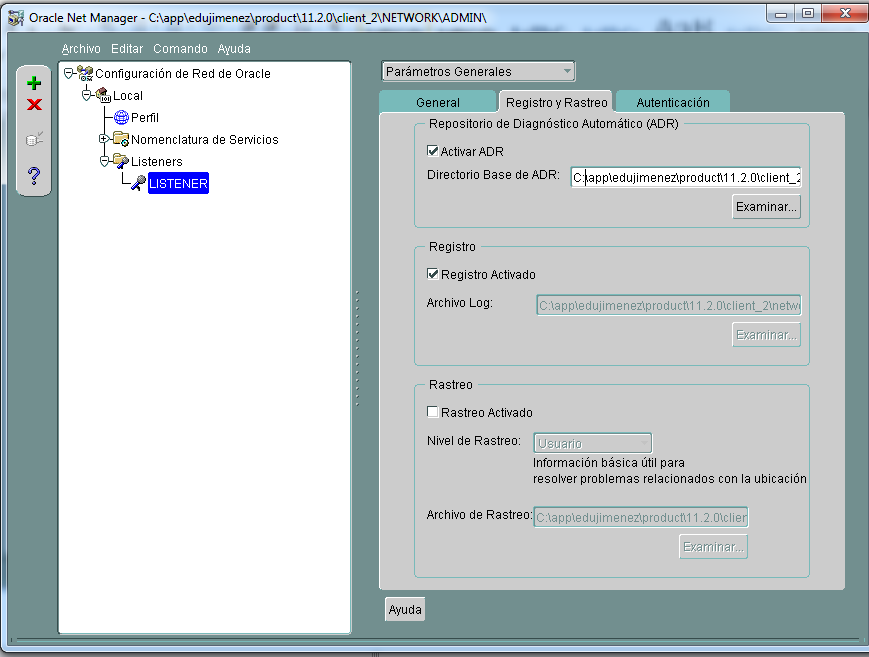 Oracle Net Manager - C:\app\edujimenez\product\11.2.0\client_2\NETWORK\ADMIN\
Archivo Editar Comando Ayuda
Configuración de Red de Oracle
Local
Perfil
Nomenclatura de Servicios
Listeners
LISTENER
Parámetros Generales
General Registro y Rastreo Autenticación
Repositorio de Diagnóstico Automático (ADR)
Activar ADR
Directorio Base de ADR: C:\app\edujimenez\product\11.2.0\client_2
Examinar...
Registro
Registro Activado
Archivo Log: C:\app\edujimenez\product\11.2.0\client_2\netw
Examinar...
Rastreo
Rastreo Activado
Nivel de Rastreo: Usuario
Información básica útil para
resolver problemas relacionados con la ubicación
Archivo de Rastreo: C:\app\edujimenez\product\11.2.0\clien
Examinar...
Ayuda